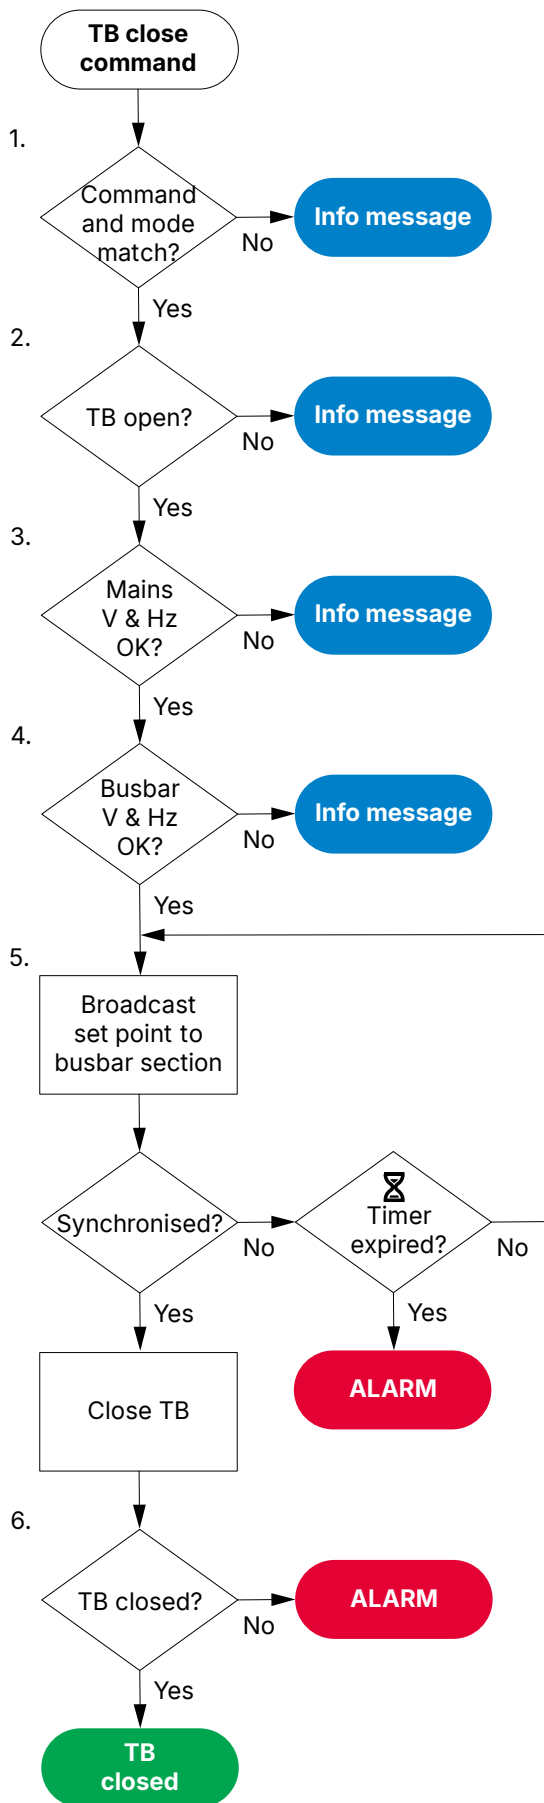 TB close
command
1.
Command
and mode
match?
No
Info message
Yes
2.
TB open?
No
Info message
Yes
3.
Mains
V & Hz
OK?
No
Info message
Yes
4.
Busbar
V & Hz
OK?
No
Info message
Yes
5.
Broadcast
set point to
busbar section
Synchronised?
No
Timer
expired?
No
Yes
Yes
Close TB
ALARM
6.
TB closed?
No
ALARM
Yes
TB
closed